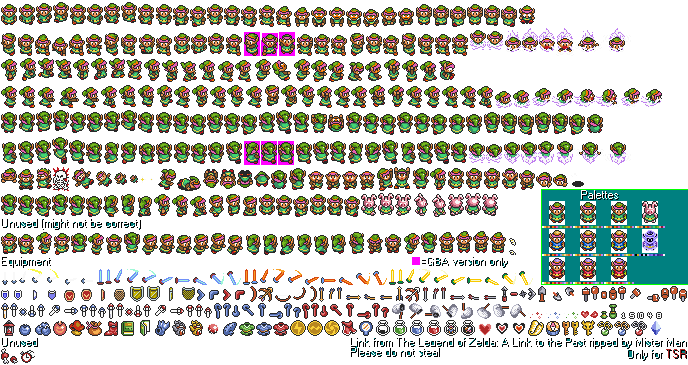 Palettes
Unused (might not be correct)
Equipment
=GBA version only
Unused
Link from The Legend of Zelda: A Link to the Past ripped by Mister Man
Please do not steal
Only for TSR